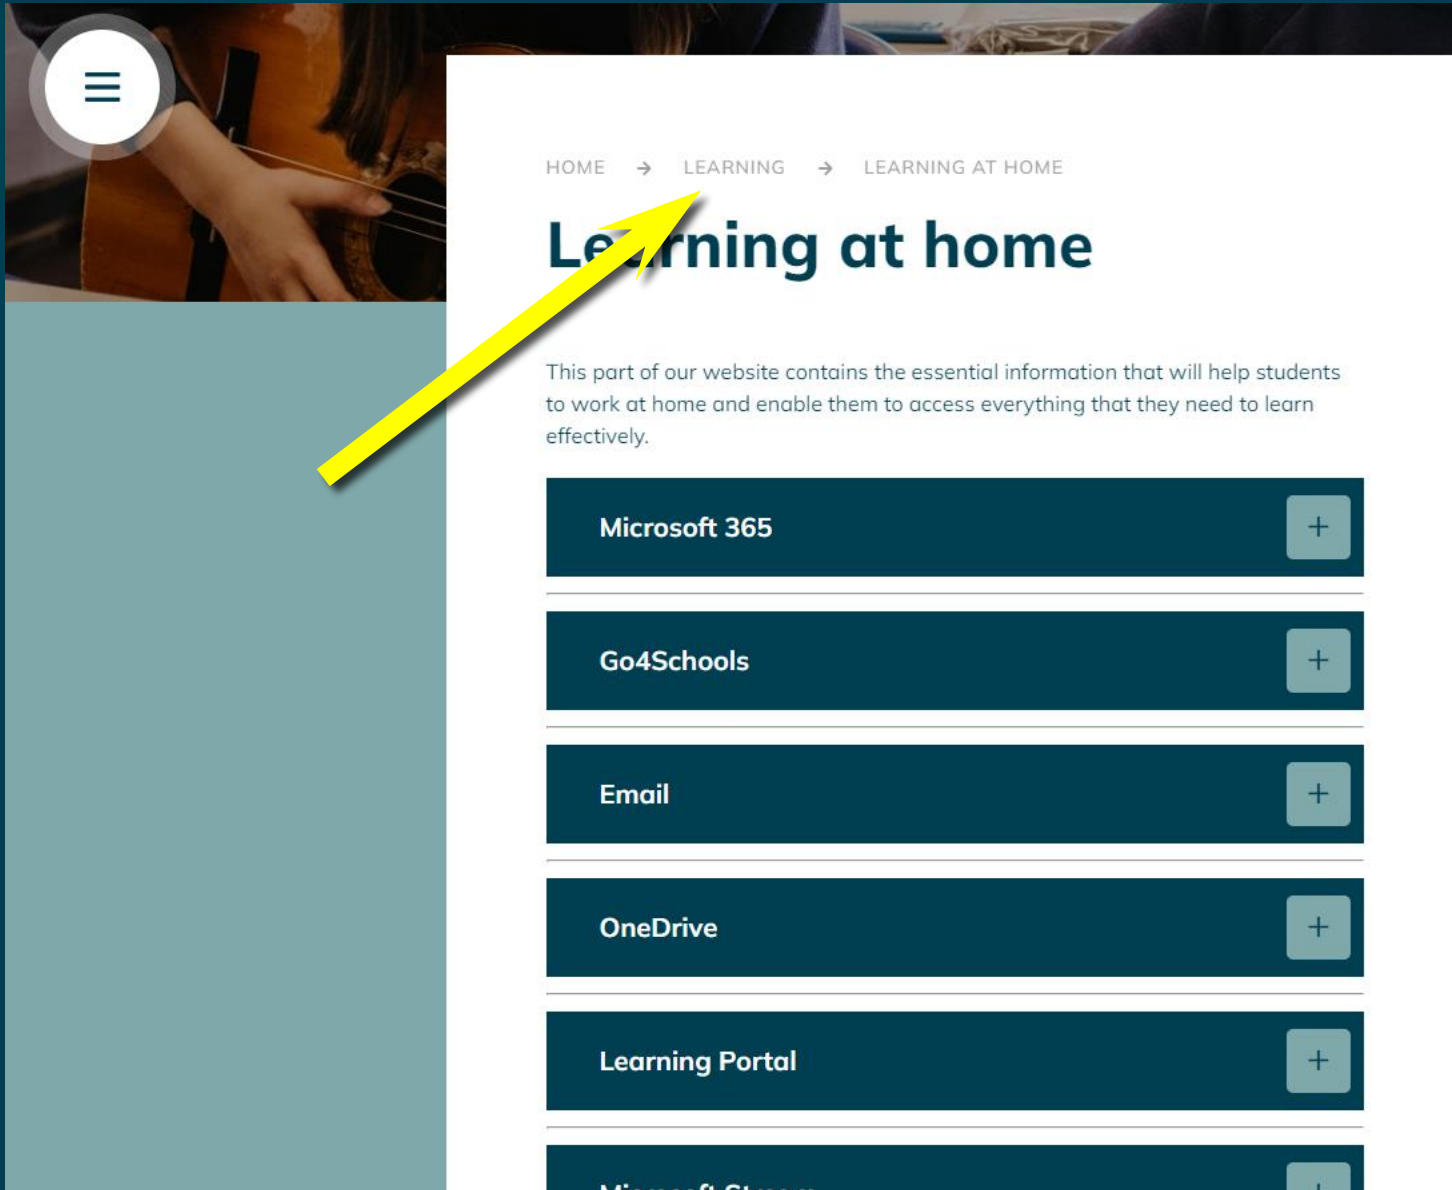 HOME → LEARNING → LEARNING AT HOME
Learning at home
This part of our website contains the essential information that will help students
to work at home and enable them to access everything that they need to learn
effectively.
Microsoft 365
Go4Schools
Email
OneDrive
Learning Portal
Microsoft Stream